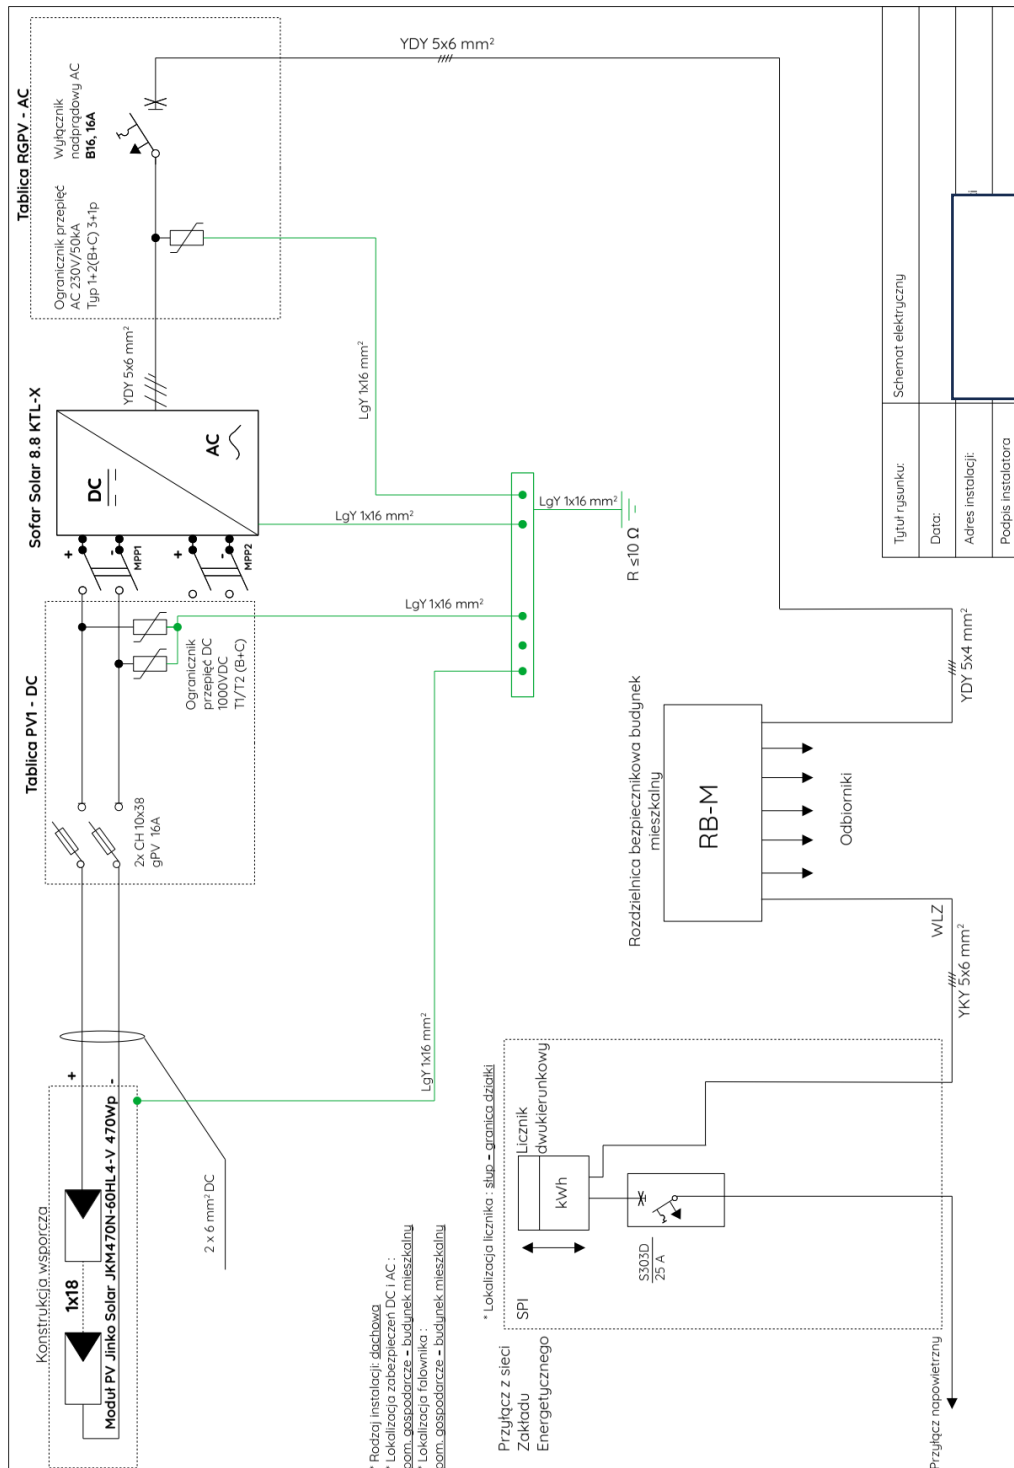 YDY 5x6 mm²
Tablica RGPV - AC
Wyłącznik
nadprądowy AC
B16, 16A
Ogranicznik przepięć
AC 230V/50kA
Typ 1+2(B+C) 3+1p
YDY 5x6 mm²
LgY 1x16 mm²
Sofar Solar 8.8 KTL-X
DC
AC
+
-
MPP1
+
-
MPP2
LgY 1x16 mm²
LgY 1x16 mm²
R ≤10 Ω
LgY 1x16 mm²
Tablica PV1 - DC
Ogranicznik
przepięć DC
1000VDC
T1/T2 (B+C)
2x CH 10x38
gPV 16A
Tytuł rysunku:
Schemat elektryczny
Data:
Adres instalacji:
Podpis instalatora
YDY 5x4 mm²
Rozdzielnica bezpiecznikowa budynek
mieszkalny
RB-M
Odbiorniki
WLZ
YKY 5x6 mm²
LgY 1x16 mm²
+
-
Konstrukcja wsporcza
1x18
Moduł PV Jinko Solar JKM470N-60HL4-V 470Wp
2 x 6 mm² DC
* Rodzaj instalacji: dachowa
* Lokalizacja zabezpieczeń DC i AC :
pom. gospodarcze - budynek mieszkalny
* Lokalizacja falownika :
pom. gospodarcze - budynek mieszkalny
* Lokalizacja licznika : słup - granica działki
Licznik
dwukierunkowy
kWh
S303D
25 A
SPI
Przyłącz z sieci
Zakładu
Energetycznego
Przyłącz napowietrzny